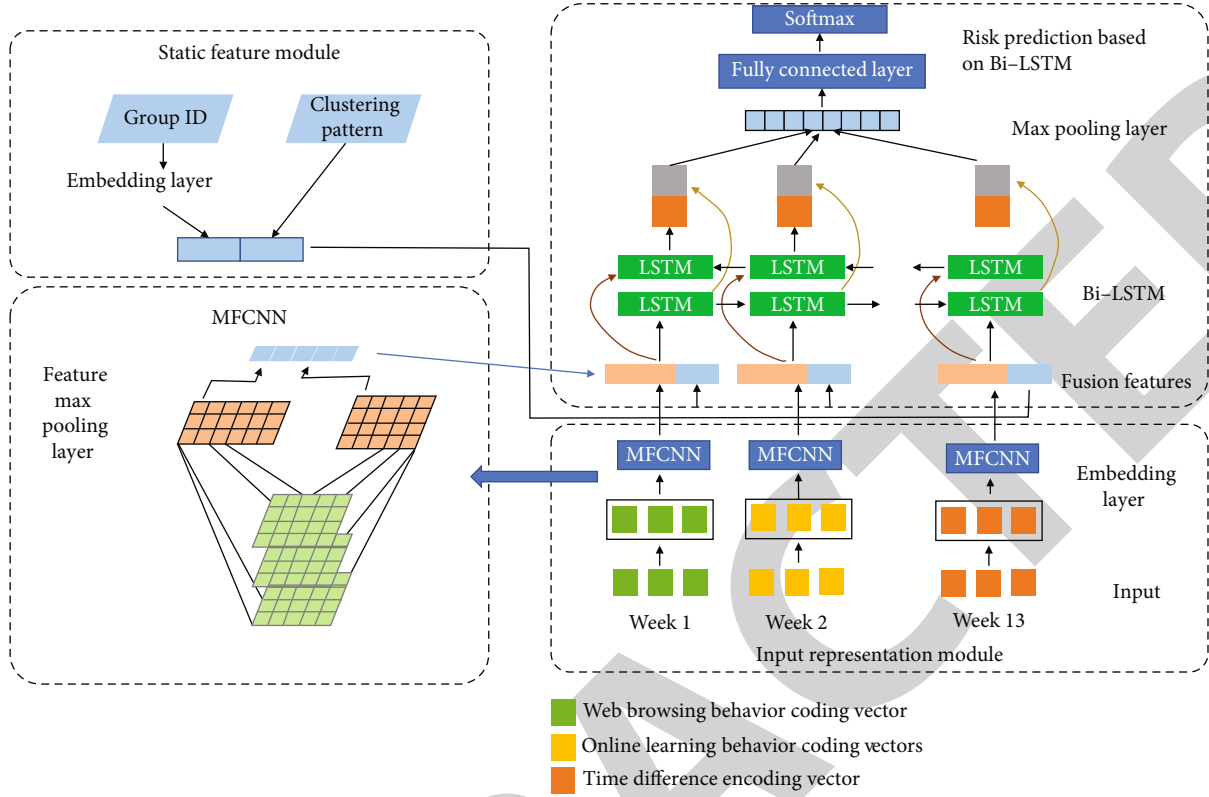 Static feature module
Group ID
Clustering
pattern
Embedding layer
MFCNN
Feature
max
pooling
layer
Softmax
Fully connected layer
Risk prediction based
on Bi–LSTM
Max pooling layer
LSTM
LSTM
LSTM
LSTM
LSTM
LSTM
Bi–LSTM
Fusion features
MFCNN
MFCNN
MFCNN
Embedding
layer
Input
Week 1
Week 2
Week 13
Input representation module
Web browsing behavior coding vector
Online learning behavior coding vectors
Time difference encoding vector